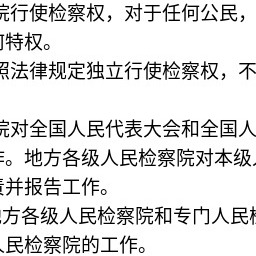 院行使检察权，对于任何公民，
何特权。
照法律规定独立行使检察权，不
院对全国人民代表大会和全国人
作。地方各级人民检察院对本级
责并报告工作。
地方各级人民检察院和专门人民检
人民检察院的工作。